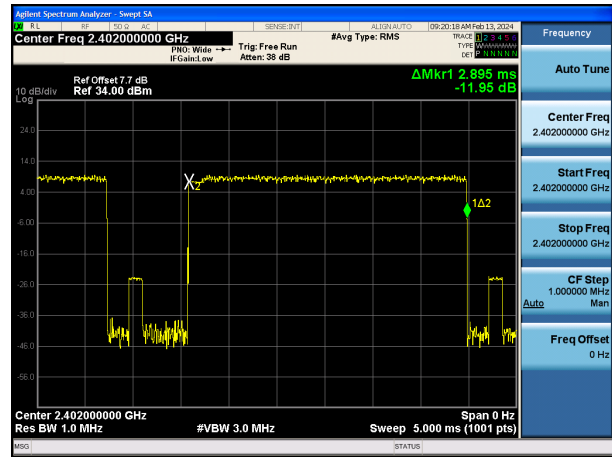 Agilent Spectrum Analyzer - Swept SA
RL RF 50 Ω AC SENSE:INT ALIGN AUTO 09:20:18 AM Feb 13, 2024
Center Freq 2.402000000 GHz
PNO: Wide
IFGain:Low
Trig: Free Run
Atten: 38 dB
#Avg Type: RMS
TRACE 1 2 3 4 5 6
TYPE
DET P N N N N N
ΔMkr1 2.895 ms
-11.95 dB
Ref Offset 7.7 dB
10 dB/div Ref 34.00 dBm
Log
24.0
14.0
4.00
-6.00
-16.0
-26.0
-36.0
-46.0
-56.0
X2
1Δ2
Center 2.402000000 GHz Span 0 Hz
Res BW 1.0 MHz #VBW 3.0 MHz Sweep 5.000 ms (1001 pts)
MSG STATUS
Frequency
Auto Tune
Center Freq
2.402000000 GHz
Start Freq
2.402000000 GHz
Stop Freq
2.402000000 GHz
CF Step
1.000000 MHz
Auto Man
Freq Offset
0 Hz